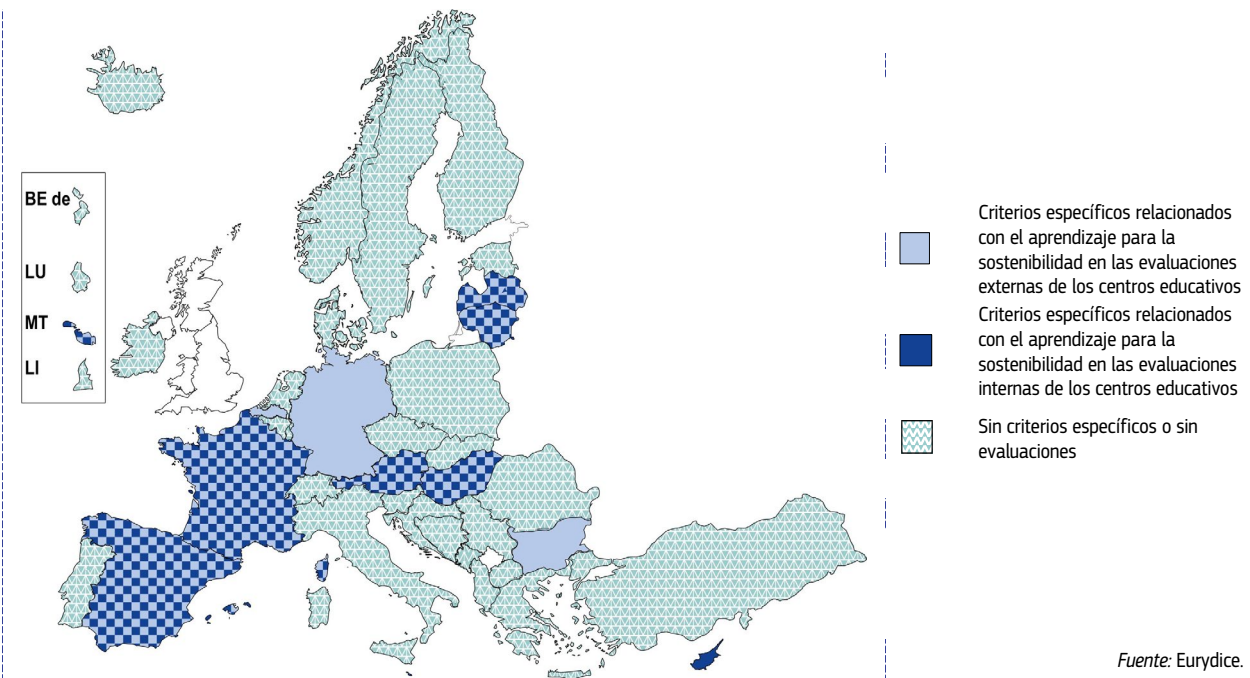 BE de
LU
MT
LI
Criterios específicos relacionados
con el aprendizaje para la
sostenibilidad en las evaluaciones
externas de los centros educativos
Criterios específicos relacionados
con el aprendizaje para la
sostenibilidad en las evaluaciones
internas de los centros educativos
Sin criterios específicos o sin
evaluaciones
Fuente: Eurydice.